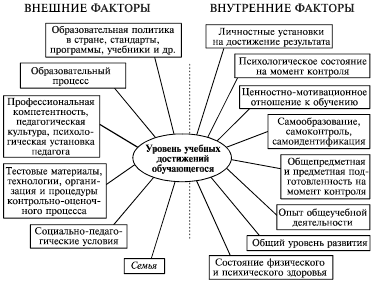 ВНЕШНИЕ ФАКТОРЫ
Образовательная политика
в стране, стандарты,
программы, учебники и др.
Образовательный
процесс
Профессиональная
компетентность,
педагогическая
культура, психоло-
гическая установка
педагога
Тестовые материалы,
технологии, органи-
зация и процедуры
контрольно-оценоч-
ного процесса
Социально-педаго-
гические условия
Семья
Уровень учебных
достижений
обучающегося
ВНУТРЕННИЕ ФАКТОРЫ
Личностные установки
на достижение результата
Психологическое состояние
на момент контроля
Ценностно-мотивационное
отношение к обучению
Самообразование,
самоконтроль,
самоидентификация
Общепредметная
и предметная под-
готовленность на
момент контроля
Опыт общеучебной
деятельности
Общий уровень развития
Состояние физического
и психического здоровья